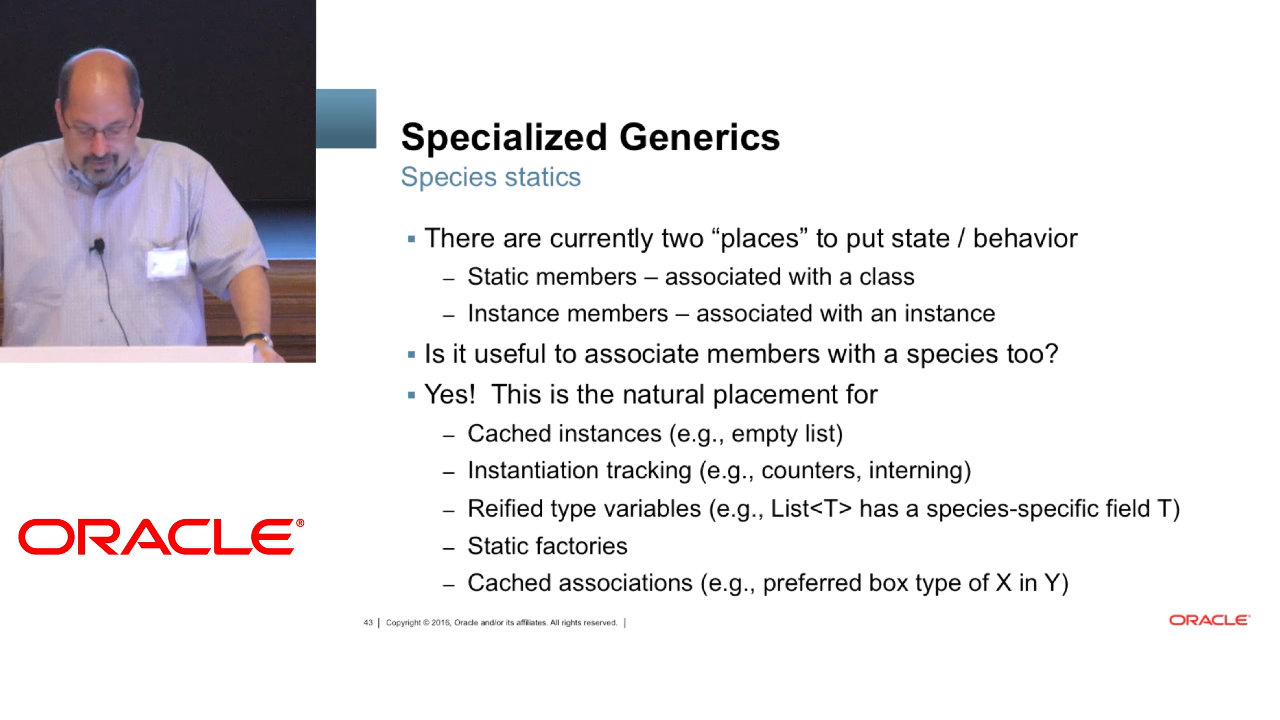 Specialized Generics
Species statics
▪ There are currently two “places” to put state / behavior
– Static members – associated with a class
– Instance members – associated with an instance
▪ Is it useful to associate members with a species too?
▪ Yes!  This is the natural placement for
– Cached instances (e.g., empty list)
– Instantiation tracking (e.g., counters, interning)
– Reified type variables (e.g., List<T> has a species-specific field T)
– Static factories
– Cached associations (e.g., preferred box type of X in Y)
ORACLE®
43 | Copyright © 2016, Oracle and/or its affiliates. All rights reserved. |
ORACLE®